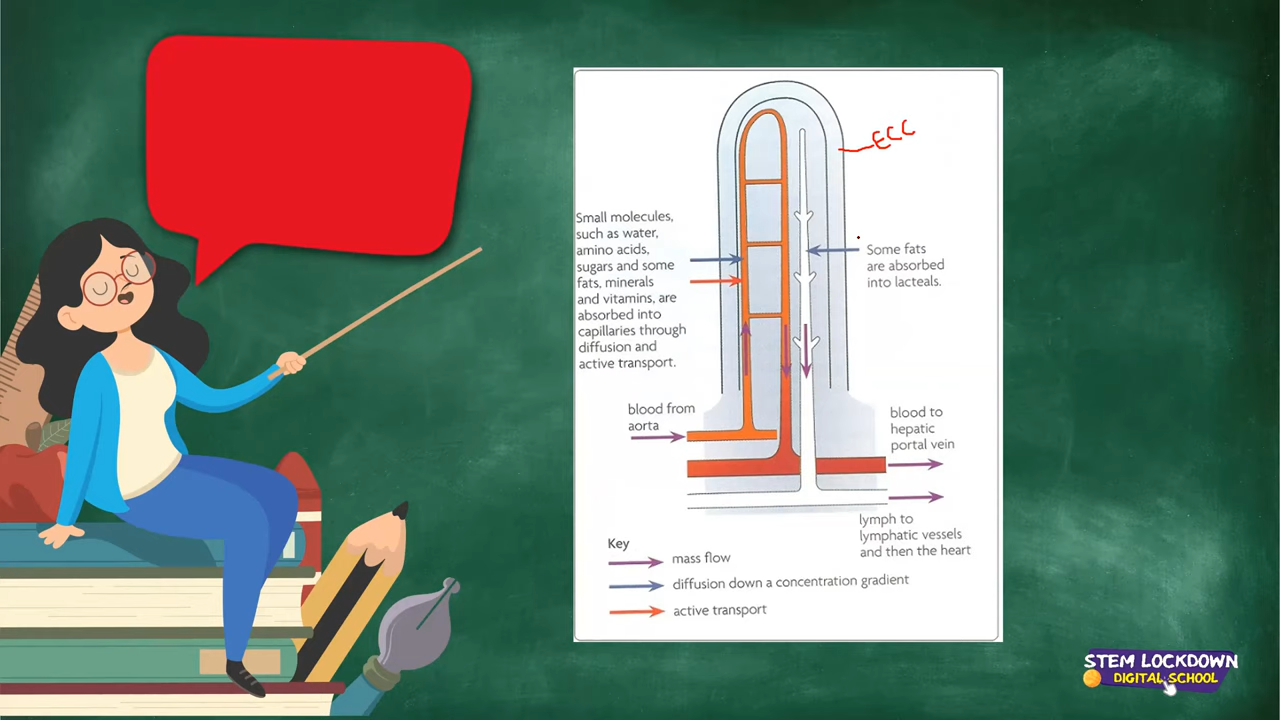 ECC
Small molecules,
such as water,
amino acids,
sugars and some
fats, minerals
and vitamins, are
absorbed into
capillaries through
diffusion and
active transport.
Some fats
are absorbed
into lacteals.
blood from
aorta
blood to
hepatic
portal vein
lymph to
lymphatic vessels
and then the heart
Key
mass flow
diffusion down a concentration gradient
active transport
STEM LOCKDOWN
DIGITAL SCHOOL